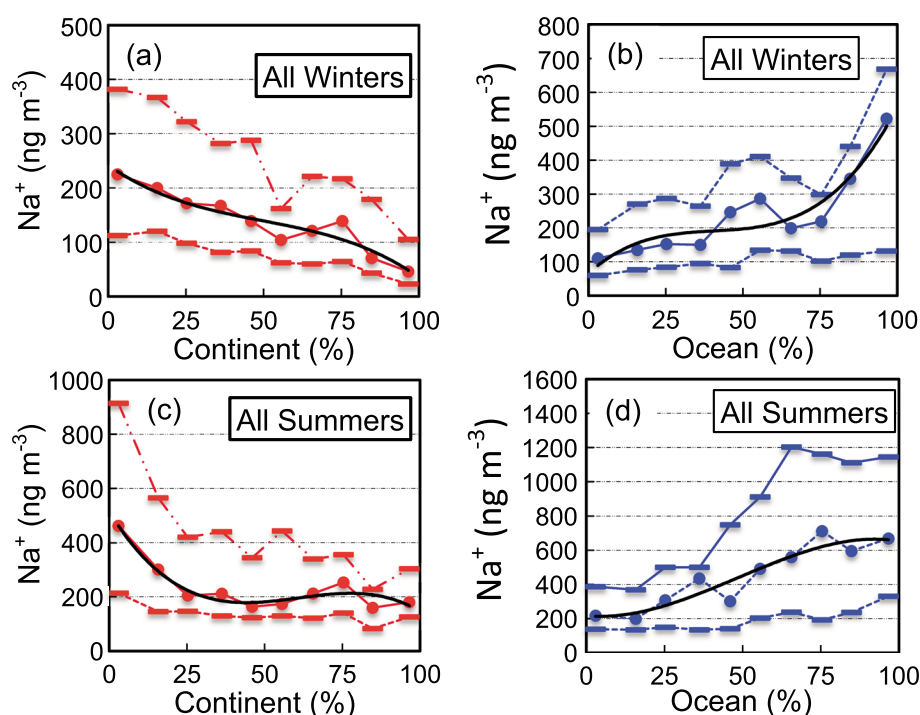 (a)
All Winters
Na⁺ (ng m⁻³)
500
400
300
200
100
0
0 25 50 75 100
Continent (%)
(b)
All Winters
Na⁺ (ng m⁻³)
800
700
600
500
400
300
200
100
0
0 25 50 75 100
Ocean (%)
(c)
All Summers
Na⁺ (ng m⁻³)
1000
800
600
400
200
0
0 25 50 75 100
Continent (%)
(d)
All Summers
Na⁺ (ng m⁻³)
1600
1400
1200
1000
800
600
400
200
0
0 25 50 75 100
Ocean (%)